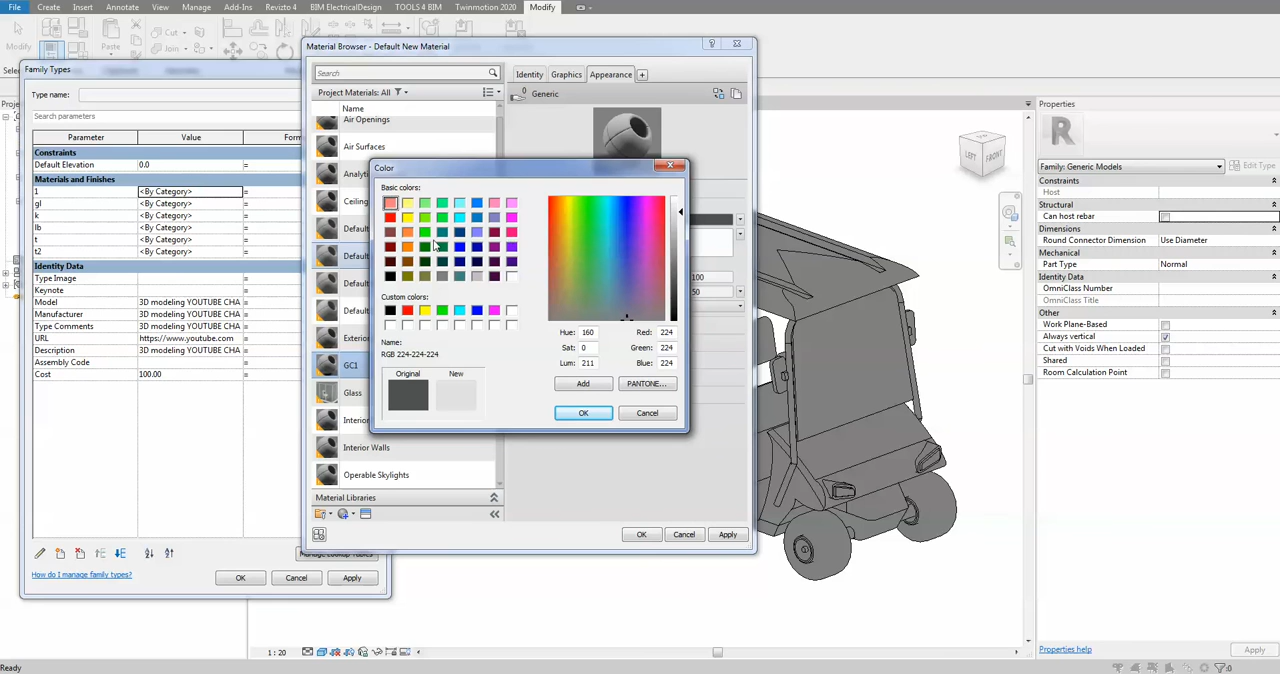 File Create Insert Annotate View Manage Add-Ins Revizto 4 BIM ElectricalDesign TOOLS 4 BIM Twinmotion 2020 Modify
Modify
Paste
Cut
Join
Family Types
Type name:
Search parameters
Parameter Value
Constraints
Default Elevation 0.0 =
Materials and Finishes
1 <By Category> =
gl <By Category> =
k <By Category> =
lb <By Category> =
t <By Category> =
t2 <By Category> =
Identity Data
Type Image =
Keynote =
Model 3D modeling YOUTUBE CHA =
Manufacturer 3D modeling YOUTUBE CHA =
Type Comments 3D modeling YOUTUBE CHA =
URL https://www.youtube.com =
Description 3D modeling YOUTUBE CHA =
Assembly Code =
Cost 100.00 =
How do I manage family types?
OK Cancel Apply
Material Browser - Default New Material
Search
Project Materials: All
Name
Air Openings
Air Surfaces
GC1
Glass
Interior Walls
Operable Skylights
Material Libraries
Identity Graphics Appearance
0 Generic
100
50
OK Cancel Apply
Color
Basic colors:
Custom colors:
Name:
RGB 224-224-224
Original New
Hue: 160 Red: 224
Sat: 0 Green: 224
Lum: 211 Blue: 224
Add PANTONE...
OK Cancel
LEFT FRONT
Properties
Family: Generic Models Edit Type
Constraints
Host
Structural
Can host rebar
Dimensions
Round Connector Dimension Use Diameter
Mechanical
Part Type Normal
Identity Data
OmniClass Number
OmniClass Title
Other
Work Plane-Based
Always vertical
Cut with Voids When Loaded
Shared
Room Calculation Point
Properties help Apply
1 : 20
Ready
:0